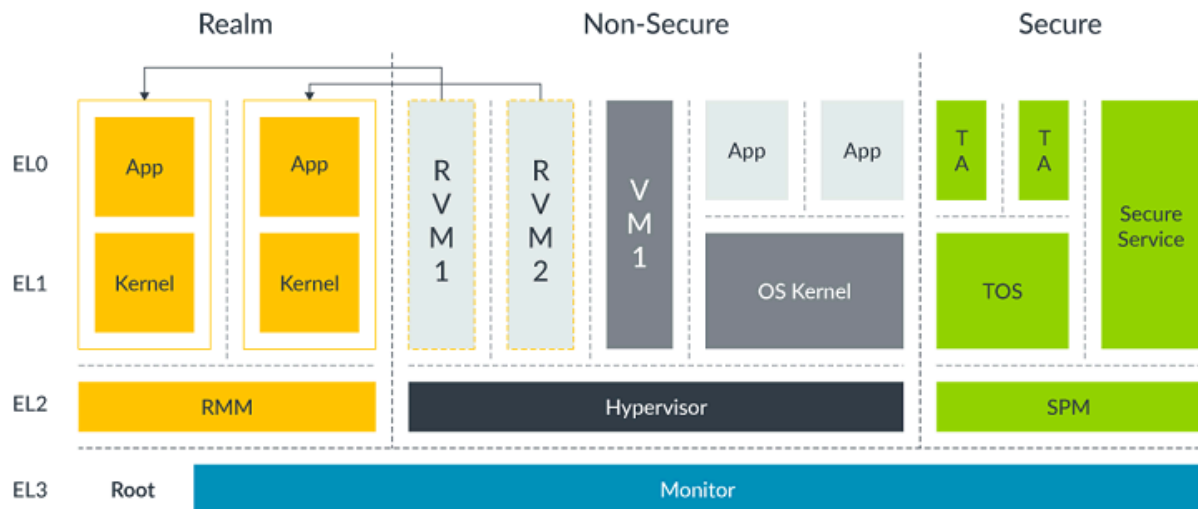 Realm Non-Secure Secure
EL0
App
App
R
V
M
1
R
V
M
2
V
M
1
App
App
T
A
T
A
Secure
Service
EL1
Kernel
Kernel
OS Kernel
TOS
EL2
RMM
Hypervisor
SPM
EL3
Root
Monitor